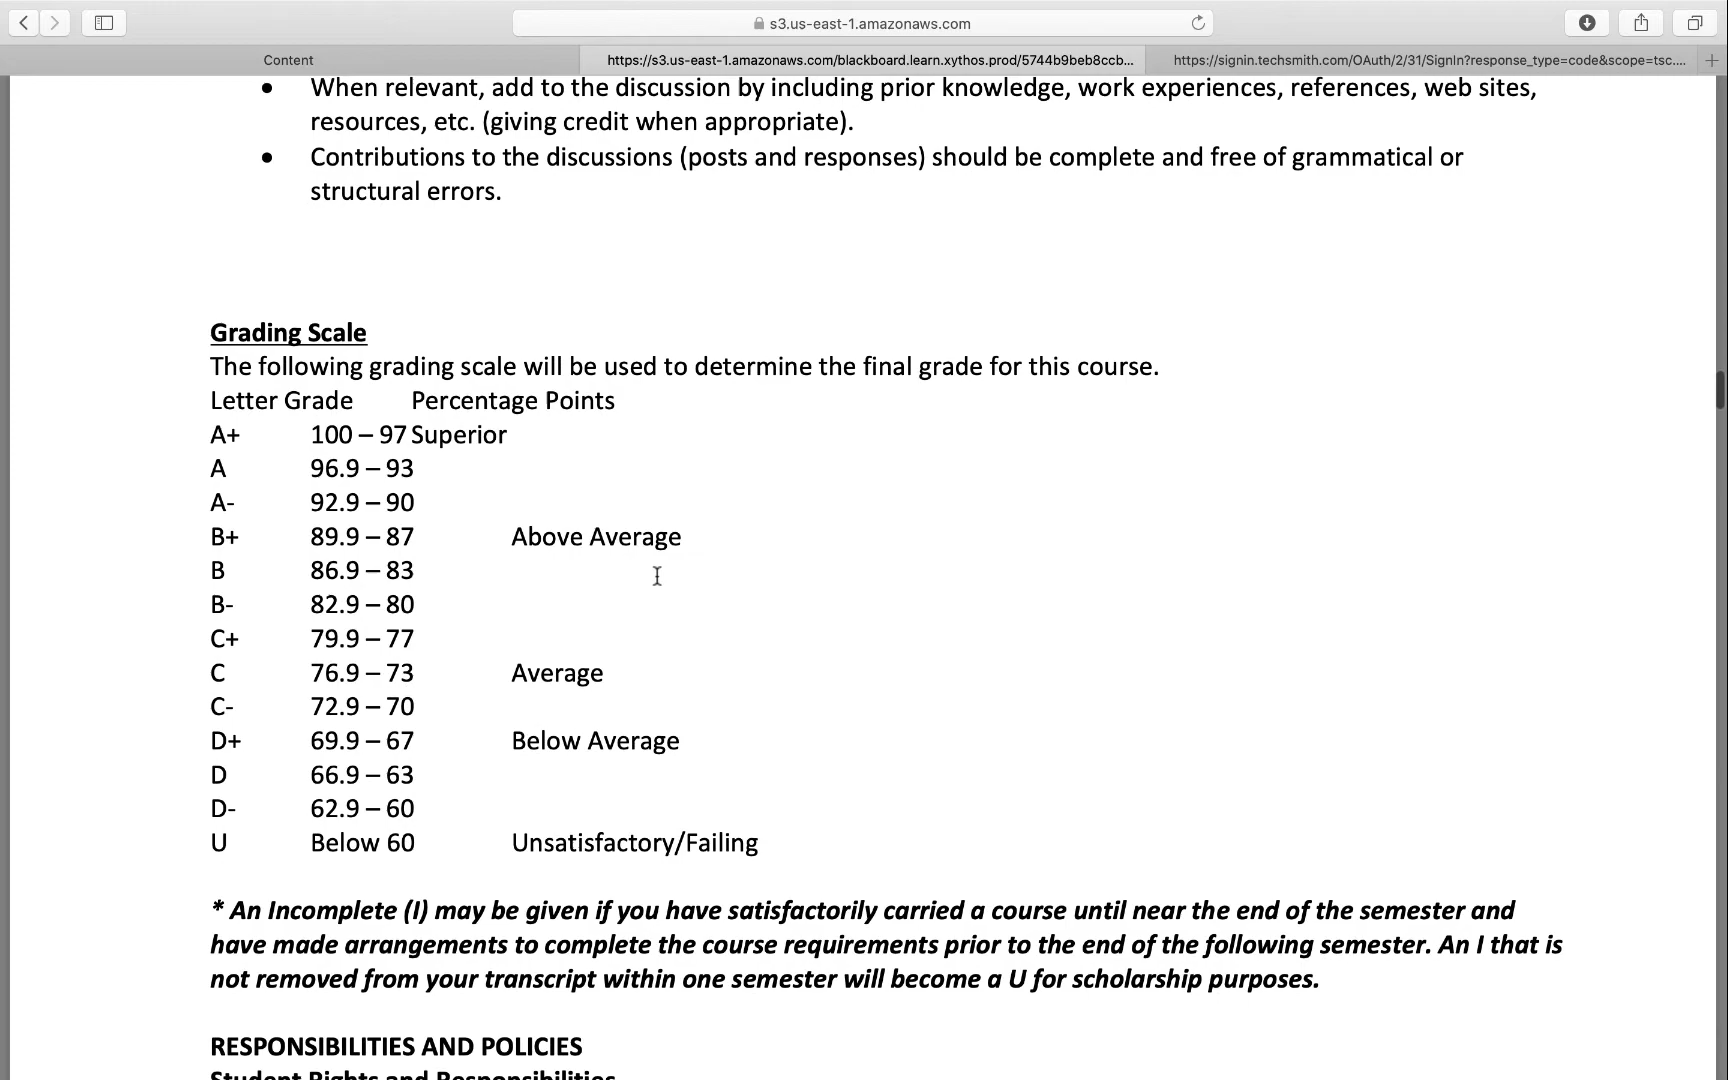 s3.us-east-1.amazonaws.com
Content
https://s3.us-east-1.amazonaws.com/blackboard.learn.xythos.prod/5744b9beb8ccb...
https://signin.techsmith.com/OAuth/2/31/SignIn?response_type=code&scope=tsc....
• When relevant, add to the discussion by including prior knowledge, work experiences, references, web sites,
resources, etc. (giving credit when appropriate).
• Contributions to the discussions (posts and responses) should be complete and free of grammatical or
structural errors.
Grading Scale
The following grading scale will be used to determine the final grade for this course.
Letter Grade Percentage Points
A+ 100 – 97 Superior
A 96.9 – 93
A- 92.9 – 90
B+ 89.9 – 87 Above Average
B 86.9 – 83
B- 82.9 – 80
C+ 79.9 – 77
C 76.9 – 73 Average
C- 72.9 – 70
D+ 69.9 – 67 Below Average
D 66.9 – 63
D- 62.9 – 60
U Below 60 Unsatisfactory/Failing
* An Incomplete (I) may be given if you have satisfactorily carried a course until near the end of the semester and
have made arrangements to complete the course requirements prior to the end of the following semester. An I that is
not removed from your transcript within one semester will become a U for scholarship purposes.
RESPONSIBILITIES AND POLICIES
Student Rights and Responsibilities